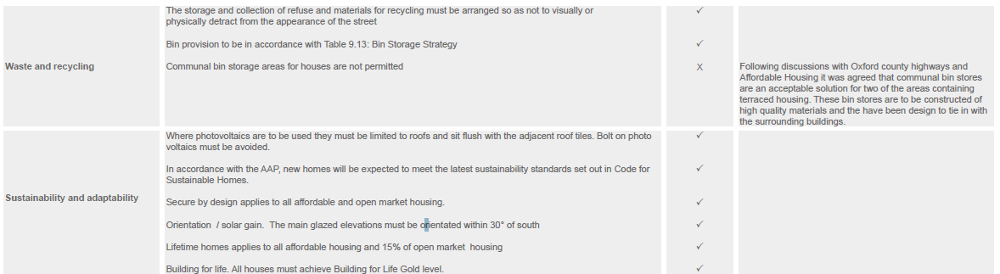 The storage and collection of refuse and materials for recycling must be arranged so as not to visually or
physically detract from the appearance of the street
✓
Bin provision to be in accordance with Table 9.13: Bin Storage Strategy
✓
Waste and recycling
Communal bin storage areas for houses are not permitted
X
Following discussions with Oxford county highways and
Affordable Housing it was agreed that communal bin stores
are an acceptable solution for two of the areas containing
terraced housing. These bin stores are to be constructed of
high quality materials and the have been design to tie in with
the surrounding buildings.
Where photovoltaics are to be used they must be limited to roofs and sit flush with the adjacent roof tiles. Bolt on photo
voltaics must be avoided.
✓
In accordance with the AAP, new homes will be expected to meet the latest sustainability standards set out in Code for
Sustainable Homes.
✓
Sustainability and adaptability
Secure by design applies to all affordable and open market housing.
✓
Orientation  / solar gain.  The main glazed elevations must be orientated within 30° of south
✓
Lifetime homes applies to all affordable housing and 15% of open market  housing
✓
Building for life. All houses must achieve Building for Life Gold level.
✓